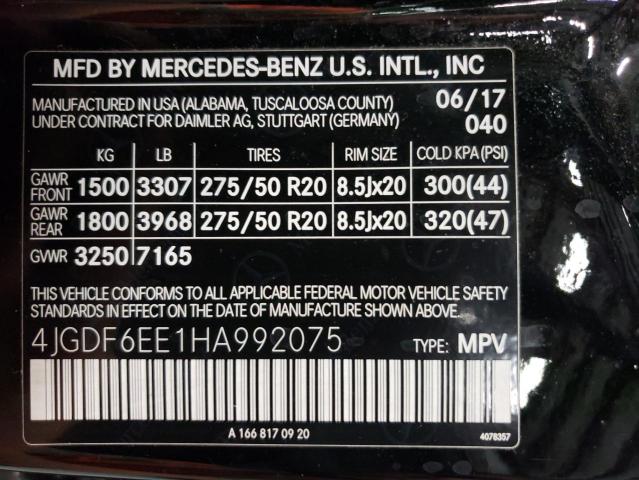 MFD BY MERCEDES-BENZ U.S. INTL., INC
MANUFACTURED IN USA (ALABAMA, TUSCALOOSA COUNTY) 06/17
UNDER CONTRACT FOR DAIMLER AG, STUTTGART (GERMANY) 040
KG LB TIRES RIM SIZE COLD KPA (PSI)
GAWR FRONT 1500 3307 275/50 R20 8.5Jx20 300(44)
GAWR REAR 1800 3968 275/50 R20 8.5Jx20 320(47)
GVWR 3250 7165
THIS VEHICLE CONFORMS TO ALL APPLICABLE FEDERAL MOTOR VEHICLE SAFETY
STANDARDS IN EFFECT ON THE DATE OF MANUFACTURE SHOWN ABOVE.
4JGDF6EE1HA992075 TYPE: MPV
A 166 817 09 20 4078357